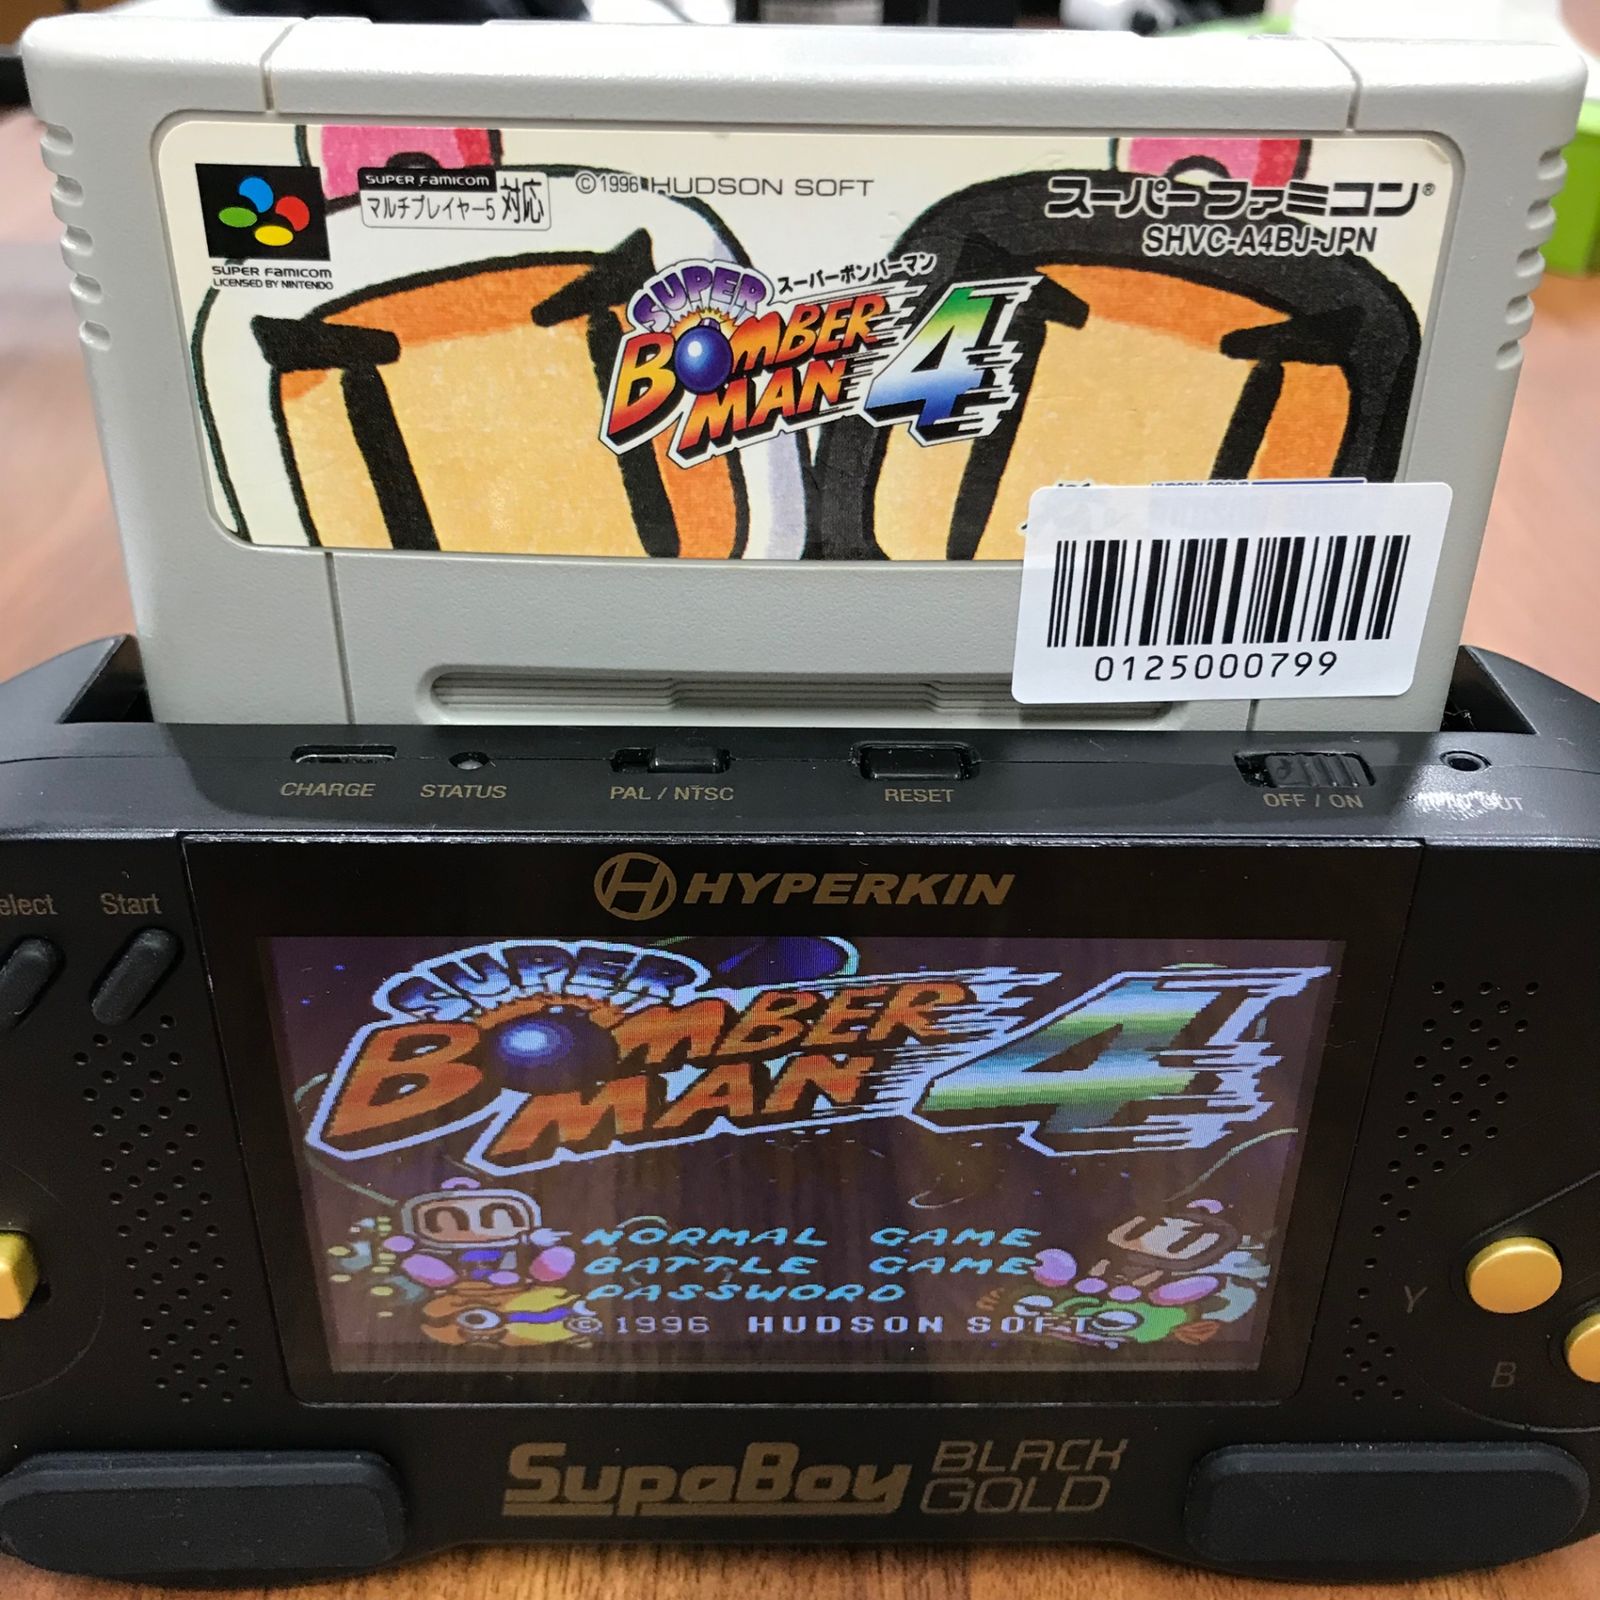 SUPER FAMICOM
マルチプレイヤー5 対応
©1996 HUDSON SOFT
スーパーファミコン®
SHVC-A4BJ-JPN
SUPER FAMICOM
LICENSED BY NINTENDO
スーパーボンバーマン
SUPER
BOMBER
MAN 4
0125000799
CHARGE
STATUS
PAL / NTSC
RESET
OFF / ON
OUT
Select
Start
HYPERKIN
SUPER
BOMBER
MAN 4
NORMAL GAME
BATTLE GAME
PASSWORD
©1996 HUDSON SOFT
Y
B
SupaBoy BLACK GOLD